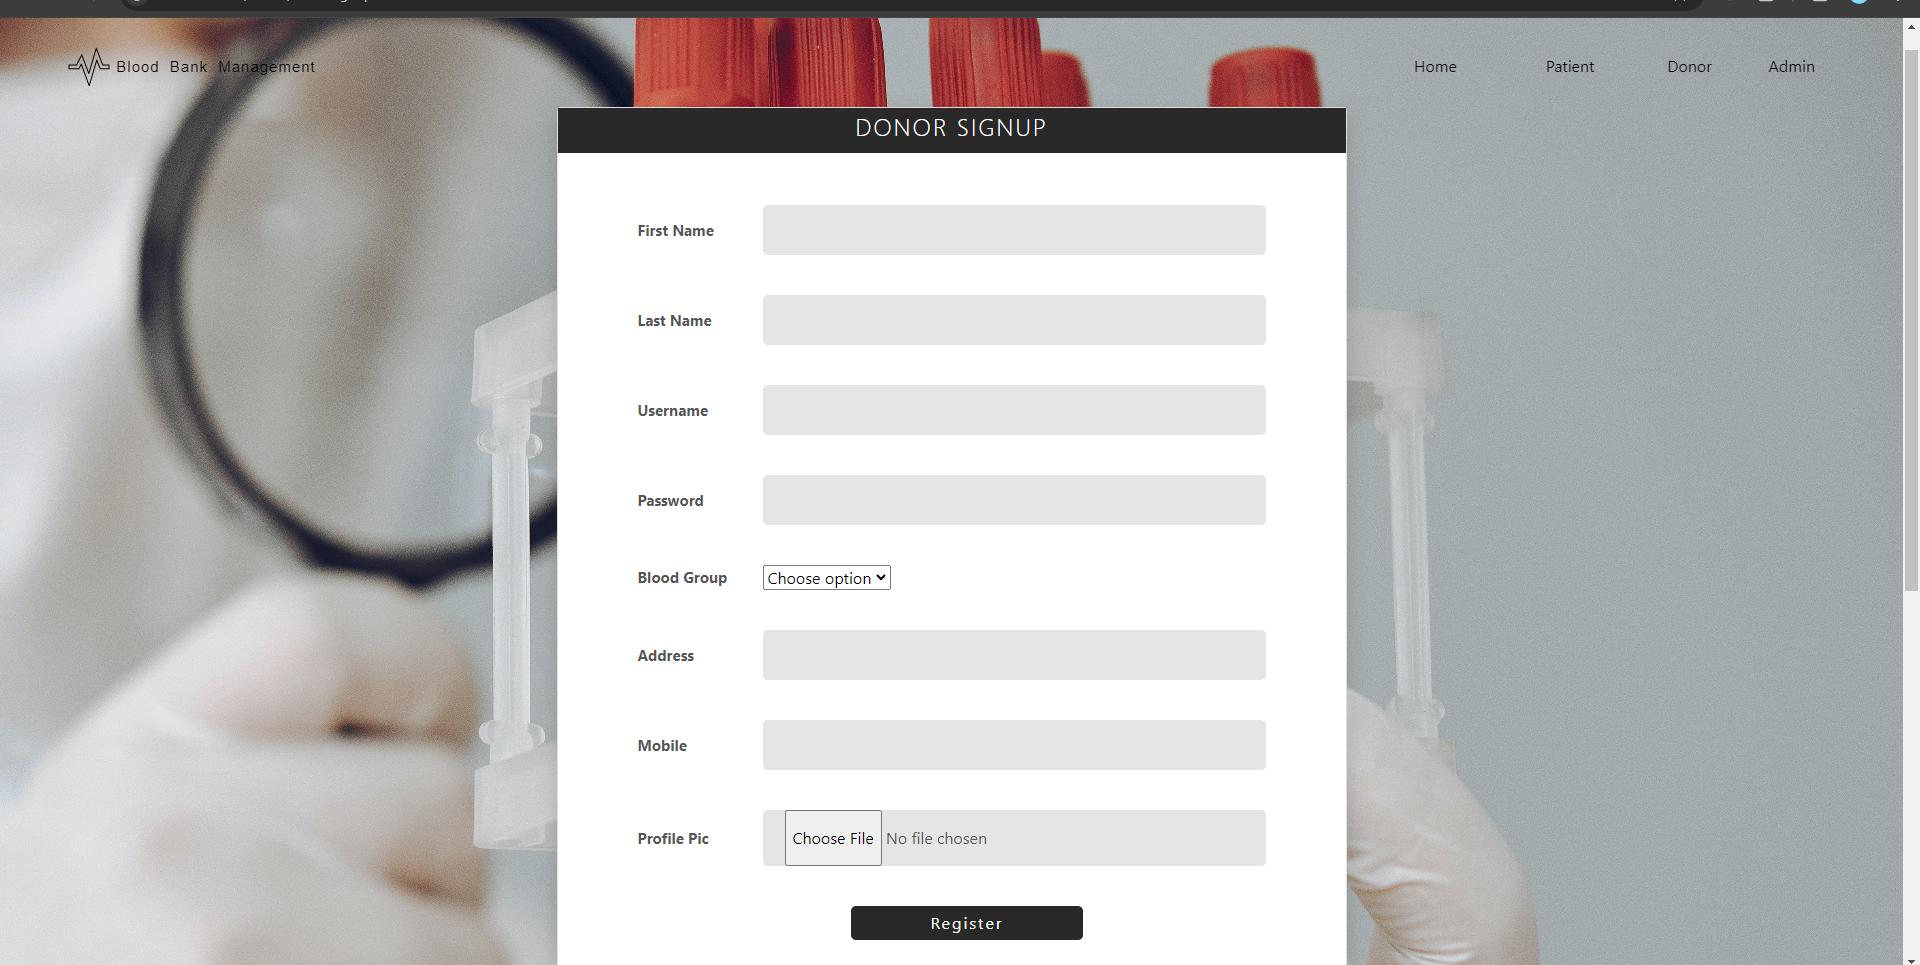 Blood Bank Management
Home Patient Donor Admin
DONOR SIGNUP
First Name
Last Name
Username
Password
Blood Group Choose option
Address
Mobile
Profile Pic Choose File No file chosen
Register